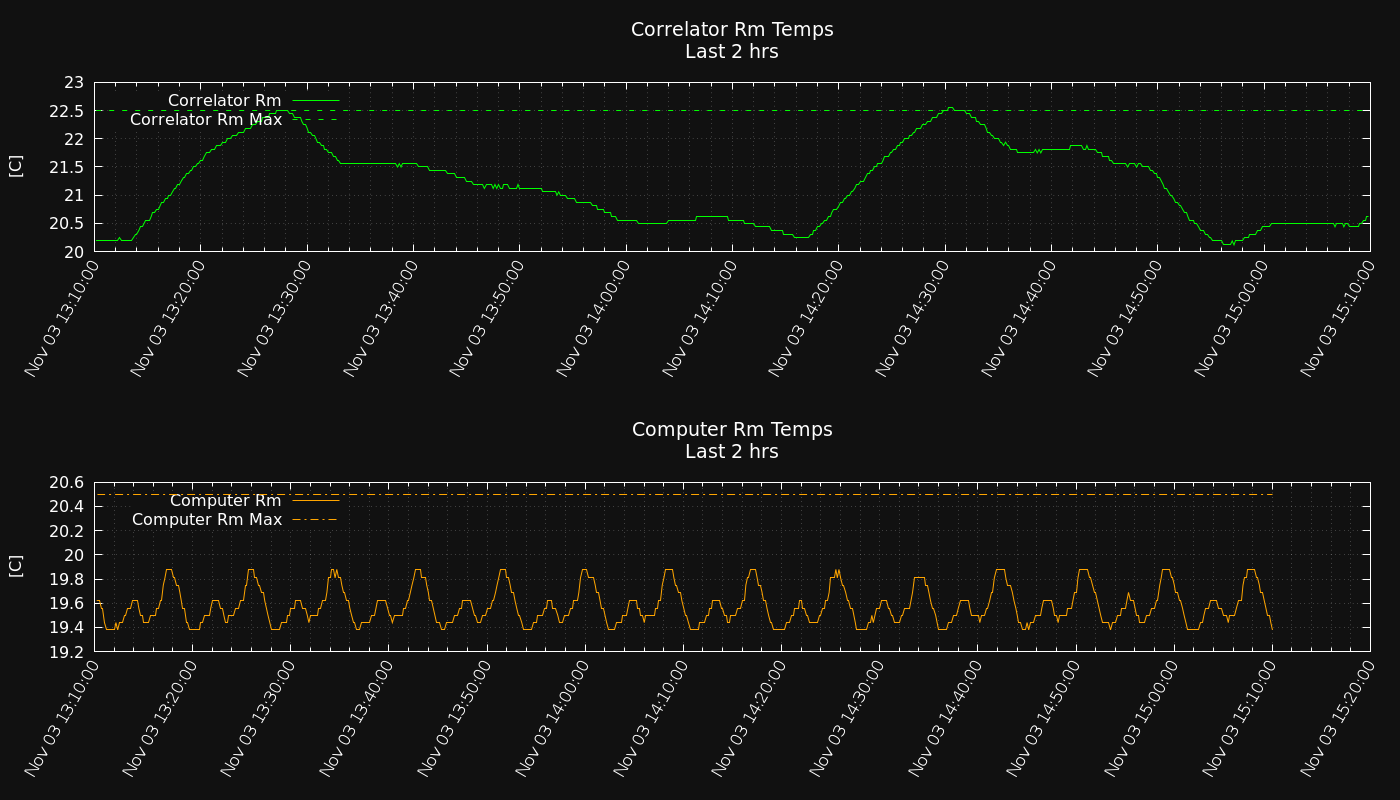 Correlator Rm Temps
Last 2 hrs
23
22.5
22
21.5
21
20.5
20
[C]
Correlator Rm
Correlator Rm Max
Nov 03 13:10:00
Nov 03 13:20:00
Nov 03 13:30:00
Nov 03 13:40:00
Nov 03 13:50:00
Nov 03 14:00:00
Nov 03 14:10:00
Nov 03 14:20:00
Nov 03 14:30:00
Nov 03 14:40:00
Nov 03 14:50:00
Nov 03 15:00:00
Nov 03 15:10:00
Computer Rm Temps
Last 2 hrs
20.6
20.4
20.2
20
19.8
19.6
19.4
19.2
[C]
Computer Rm
Computer Rm Max
Nov 03 13:10:00
Nov 03 13:20:00
Nov 03 13:30:00
Nov 03 13:40:00
Nov 03 13:50:00
Nov 03 14:00:00
Nov 03 14:10:00
Nov 03 14:20:00
Nov 03 14:30:00
Nov 03 14:40:00
Nov 03 14:50:00
Nov 03 15:00:00
Nov 03 15:10:00
Nov 03 15:20:00